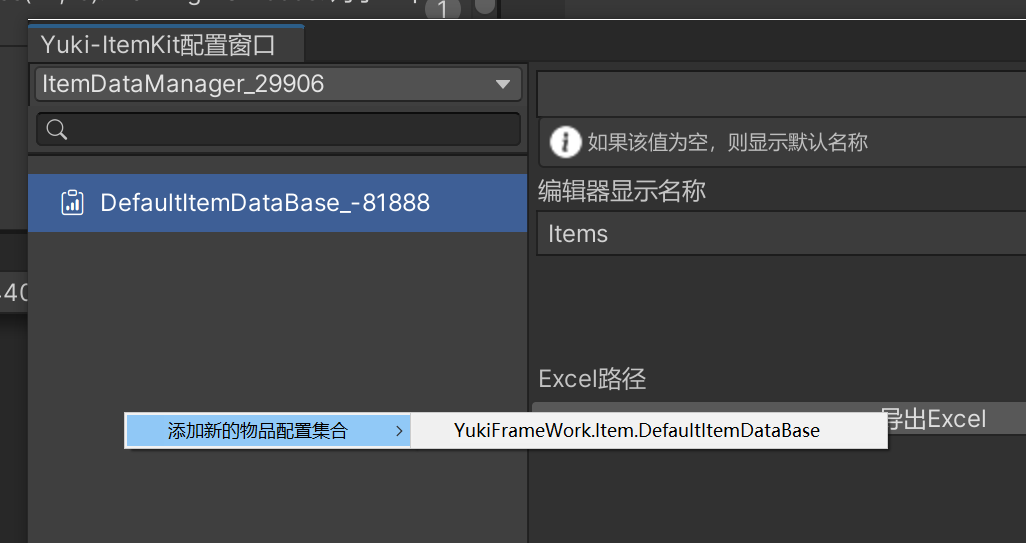 1
Yuki-ItemKit配置窗口
ItemDataManager_29906
如果该值为空，则显示默认名称
DefaultItemDataBase_-81888
编辑器显示名称
Items
40
Excel路径
导出Excel
添加新的物品配置集合
YukiFrameWork.Item.DefaultItemDataBase